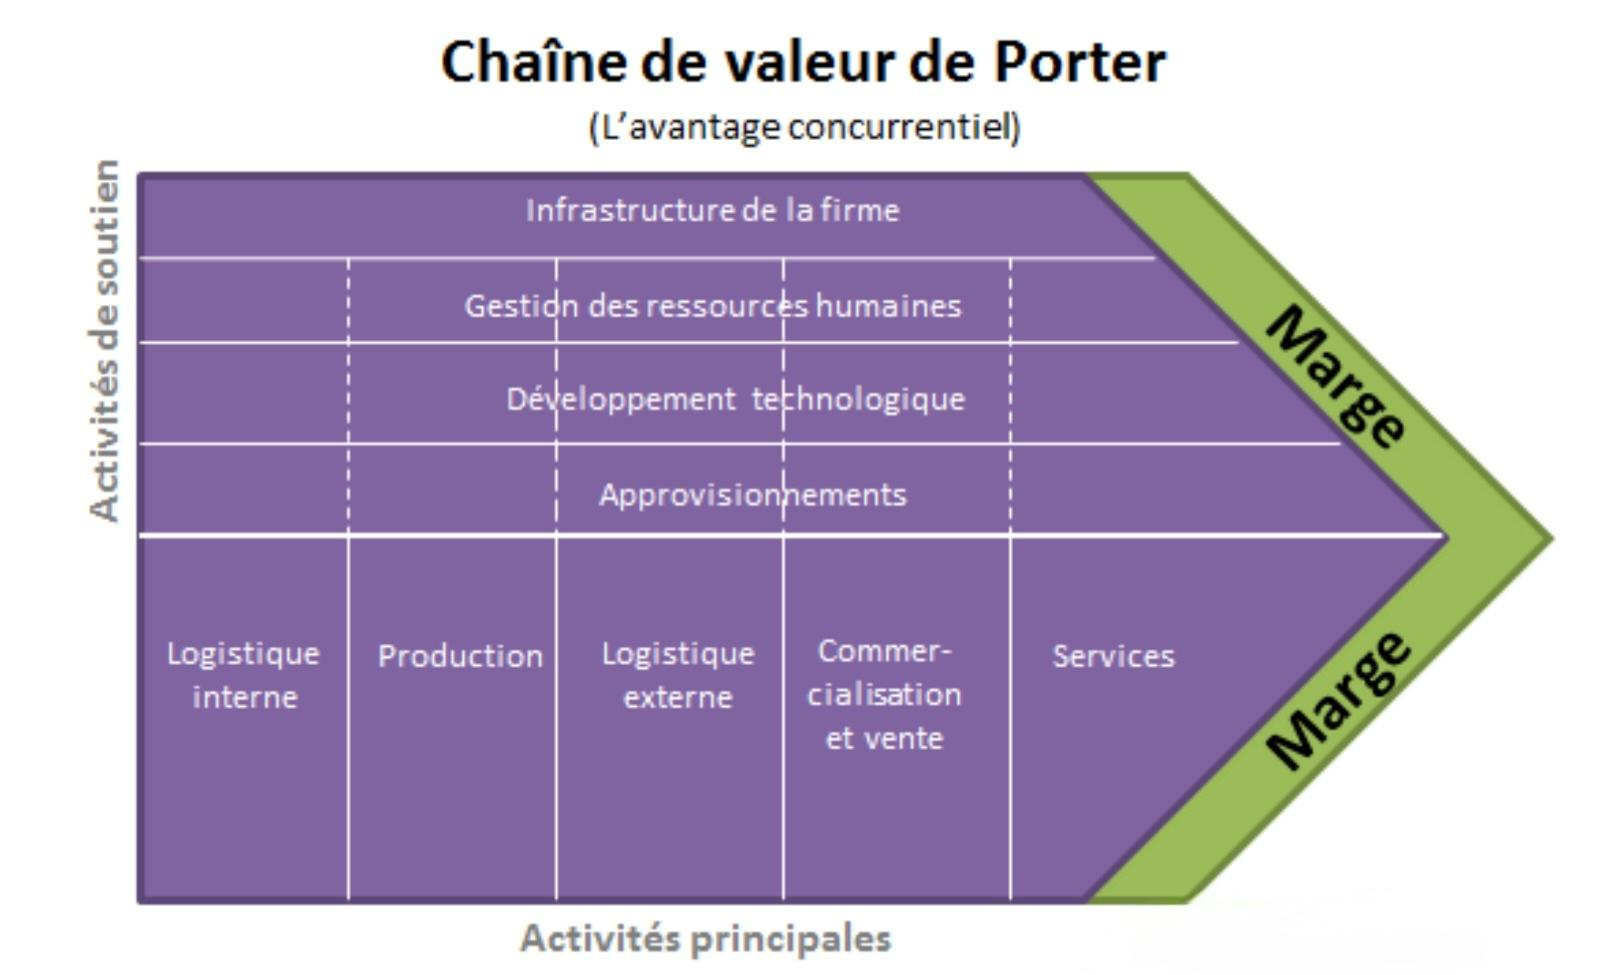 Chaîne de valeur de Porter
(L’avantage concurrentiel)
Activités de soutien
Infrastructure de la firme
Gestion des ressources humaines
Développement technologique
Approvisionnements
Logistique
interne
Production
Logistique
externe
Commer-
cialisation
et vente
Services
Marge
Marge
Activités principales